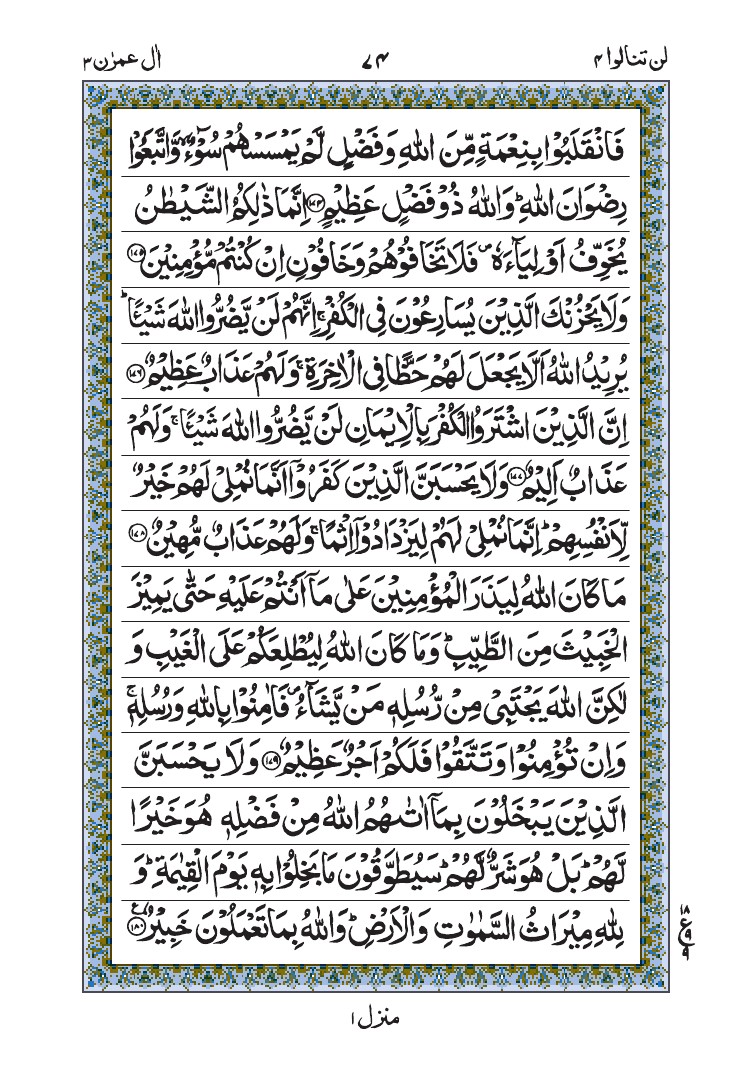 لن تنالوا ۴ ۷۴ اٰل عمرٰن ۳
فَانْقَلَبُوْا بِنِعْمَةٍ مِّنَ اللّٰهِ وَفَضْلٍ لَّمْ يَمْسَسْهُمْ سُوْٓءٌ ۙ وَّاتَّبَعُوْا
رِضْوَانَ اللّٰهِ ؕ وَاللّٰهُ ذُوْ فَضْلٍ عَظِيْمٍ ﴿۱۷۴﴾ اِنَّمَا ذٰلِكُمُ الشَّيْطٰنُ
يُخَوِّفُ اَوْلِيَآءَهٗ ۪ فَلَا تَخَافُوْهُمْ وَخَافُوْنِ اِنْ كُنْتُمْ مُّؤْمِنِيْنَ ﴿۱۷۵﴾
وَلَا يَحْزُنْكَ الَّذِيْنَ يُسَارِعُوْنَ فِى الْكُفْرِ ۚ اِنَّهُمْ لَنْ يَّضُرُّوا اللّٰهَ شَيْـًٔا ؕ
يُرِيْدُ اللّٰهُ اَلَّا يَجْعَلَ لَهُمْ حَظًّا فِى الْاٰخِرَةِ ۚ وَلَهُمْ عَذَابٌ عَظِيْمٌ ﴿۱۷۶﴾
اِنَّ الَّذِيْنَ اشْتَرَوُا الْكُفْرَ بِالْاِيْمَانِ لَنْ يَّضُرُّوا اللّٰهَ شَيْـًٔا ۚ وَلَهُمْ
عَذَابٌ اَلِيْمٌ ﴿۱۷۷﴾ وَلَا يَحْسَبَنَّ الَّذِيْنَ كَفَرُوْۤا اَنَّمَا نُمْلِىْ لَهُمْ خَيْرٌ
لِّاَنْفُسِهِمْ ؕ اِنَّمَا نُمْلِىْ لَهُمْ لِيَزْدَادُوْۤا اِثْمًا ۚ وَلَهُمْ عَذَابٌ مُّهِيْنٌ ﴿۱۷۸﴾
مَا كَانَ اللّٰهُ لِيَذَرَ الْمُؤْمِنِيْنَ عَلٰى مَاۤ اَنْتُمْ عَلَيْهِ حَتّٰى يَمِيْزَ
الْخَبِيْثَ مِنَ الطَّيِّبِ ؕ وَمَا كَانَ اللّٰهُ لِيُطْلِعَكُمْ عَلَى الْغَيْبِ وَ
لٰكِنَّ اللّٰهَ يَجْتَبِىْ مِنْ رُّسُلِهٖ مَنْ يَّشَآءُ ۪ فَاٰمِنُوْا بِاللّٰهِ وَرُسُلِهٖ ۚ
وَاِنْ تُؤْمِنُوْا وَتَتَّقُوْا فَلَكُمْ اَجْرٌ عَظِيْمٌ ﴿۱۷۹﴾ وَلَا يَحْسَبَنَّ
الَّذِيْنَ يَبْخَلُوْنَ بِمَاۤ اٰتٰىهُمُ اللّٰهُ مِنْ فَضْلِهٖ هُوَ خَيْرًا
لَّهُمْ ؕ بَلْ هُوَ شَرٌّ لَّهُمْ ؕ سَيُطَوَّقُوْنَ مَا بَخِلُوْا بِهٖ يَوْمَ الْقِيٰمَةِ ؕ وَ
لِلّٰهِ مِيْرَاثُ السَّمٰوٰتِ وَالْاَرْضِ ؕ وَاللّٰهُ بِمَا تَعْمَلُوْنَ خَبِيْرٌ ﴿۱۸۰﴾ ع
۱۸
ع ۹
۹
منزل ۱